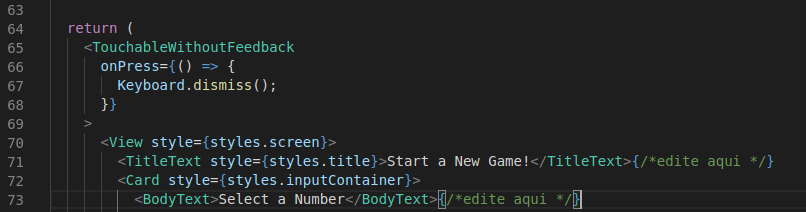 63
64 return (
65 <TouchableWithoutFeedback
66 onPress={() => {
67 Keyboard.dismiss();
68 }}
69 >
70 <View style={styles.screen}>
71 <TitleText style={styles.title}>Start a New Game!</TitleText>{/*edite aqui */}
72 <Card style={styles.inputContainer}>
73 <BodyText>Select a Number</BodyText>{/*edite aqui */}